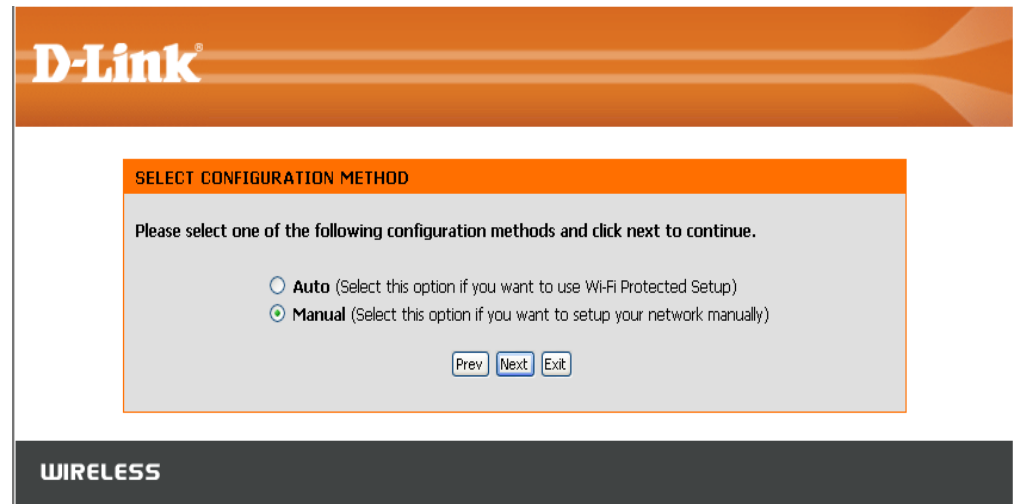 D-Link®
SELECT CONFIGURATION METHOD
Please select one of the following configuration methods and click next to continue.
Auto (Select this option if you want to use Wi-Fi Protected Setup)
Manual (Select this option if you want to setup your network manually)
Prev Next Exit
WIRELESS